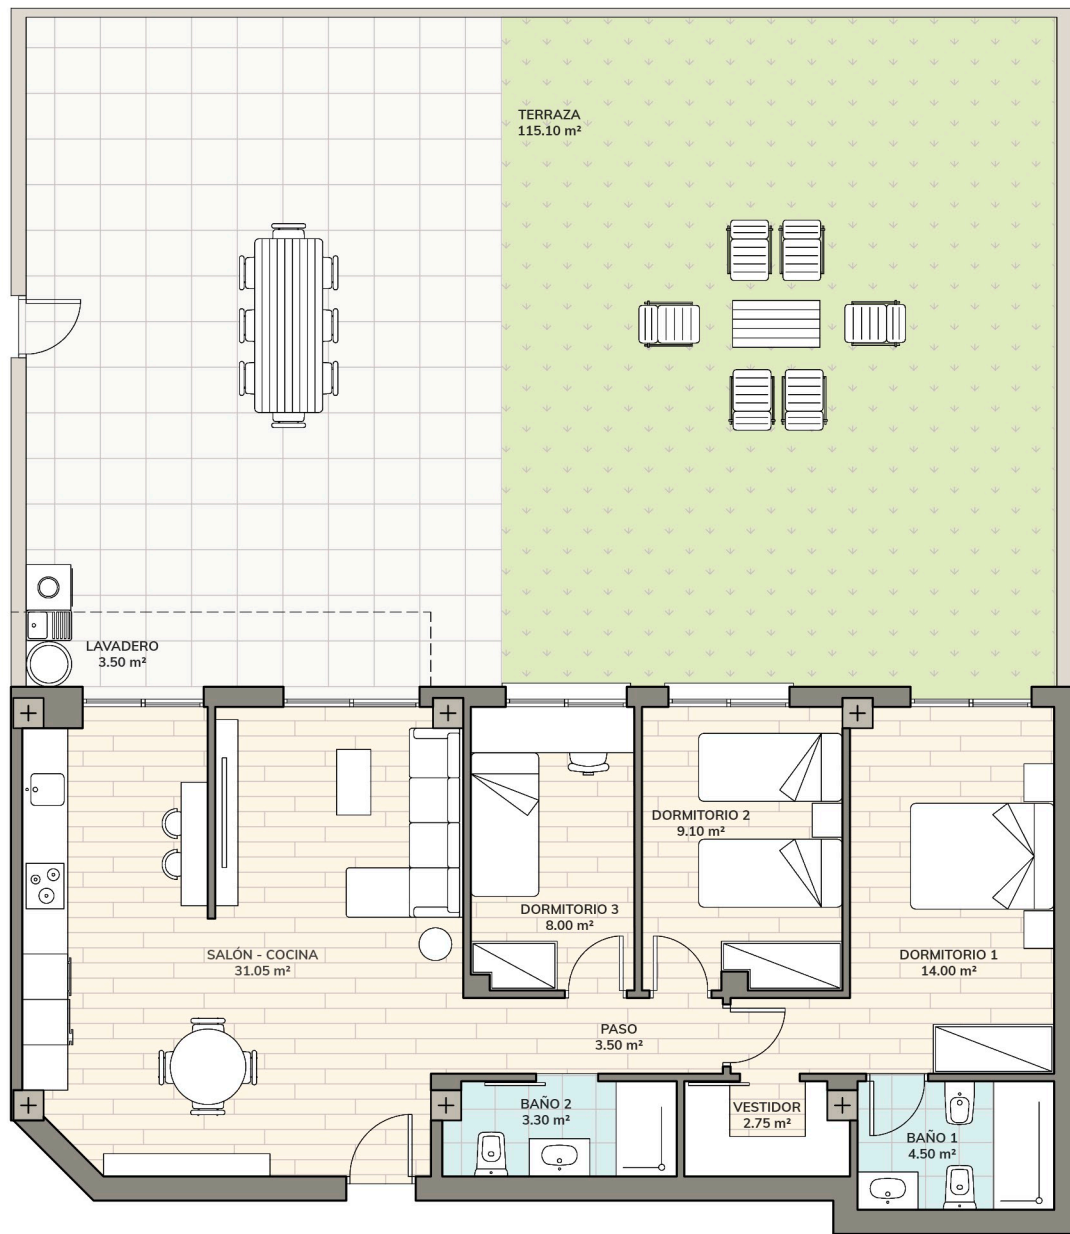 TERRAZA
115.10 m²
LAVADERO
3.50 m²
DORMITORIO 2
9.10 m²
DORMITORIO 3
8.00 m²
SALÓN - COCINA
31.05 m²
DORMITORIO 1
14.00 m²
PASO
3.50 m²
BAÑO 2
3.30 m²
VESTIDOR
2.75 m²
BAÑO 1
4.50 m²